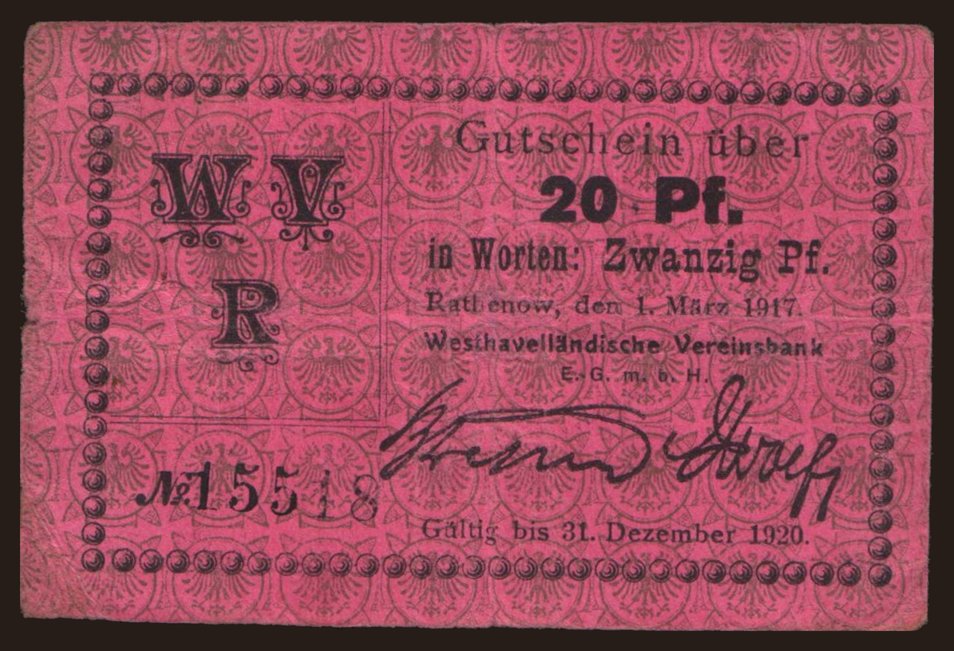 W V
R
Gutschein über
20 Pf.
in Worten: Zwanzig Pf.
Rathenow, den 1. März 1917.
Westhavelländische Vereinsbank
E. G. m. b. H.
№ 15518
Gültig bis 31. Dezember 1920.